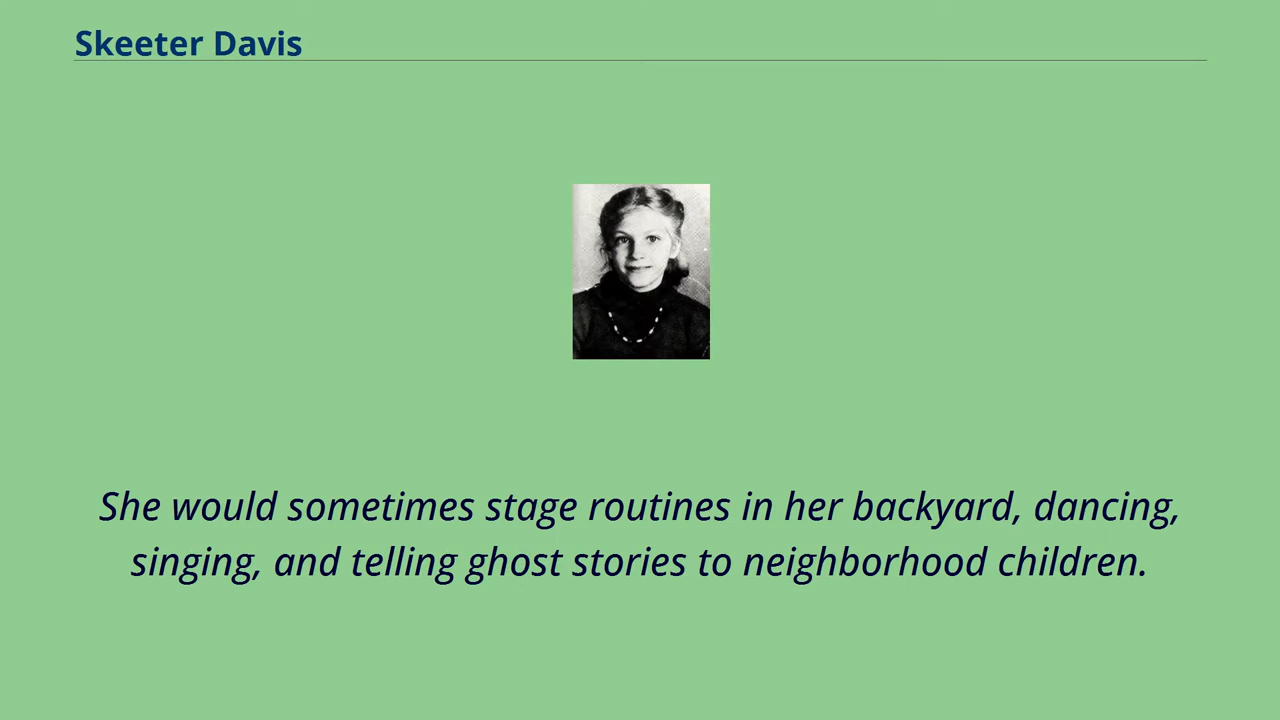 Skeeter Davis
She would sometimes stage routines in her backyard, dancing,
singing, and telling ghost stories to neighborhood children.